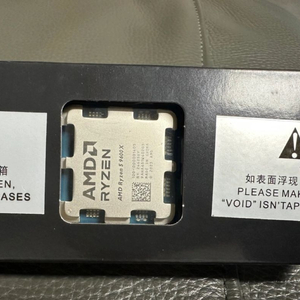 箱
EN,
ASES
AMD
RYZEN
AMD Ryzen 5 9600X
如表面浮现
PLEASE MAK
"VOID" ISN'TAP